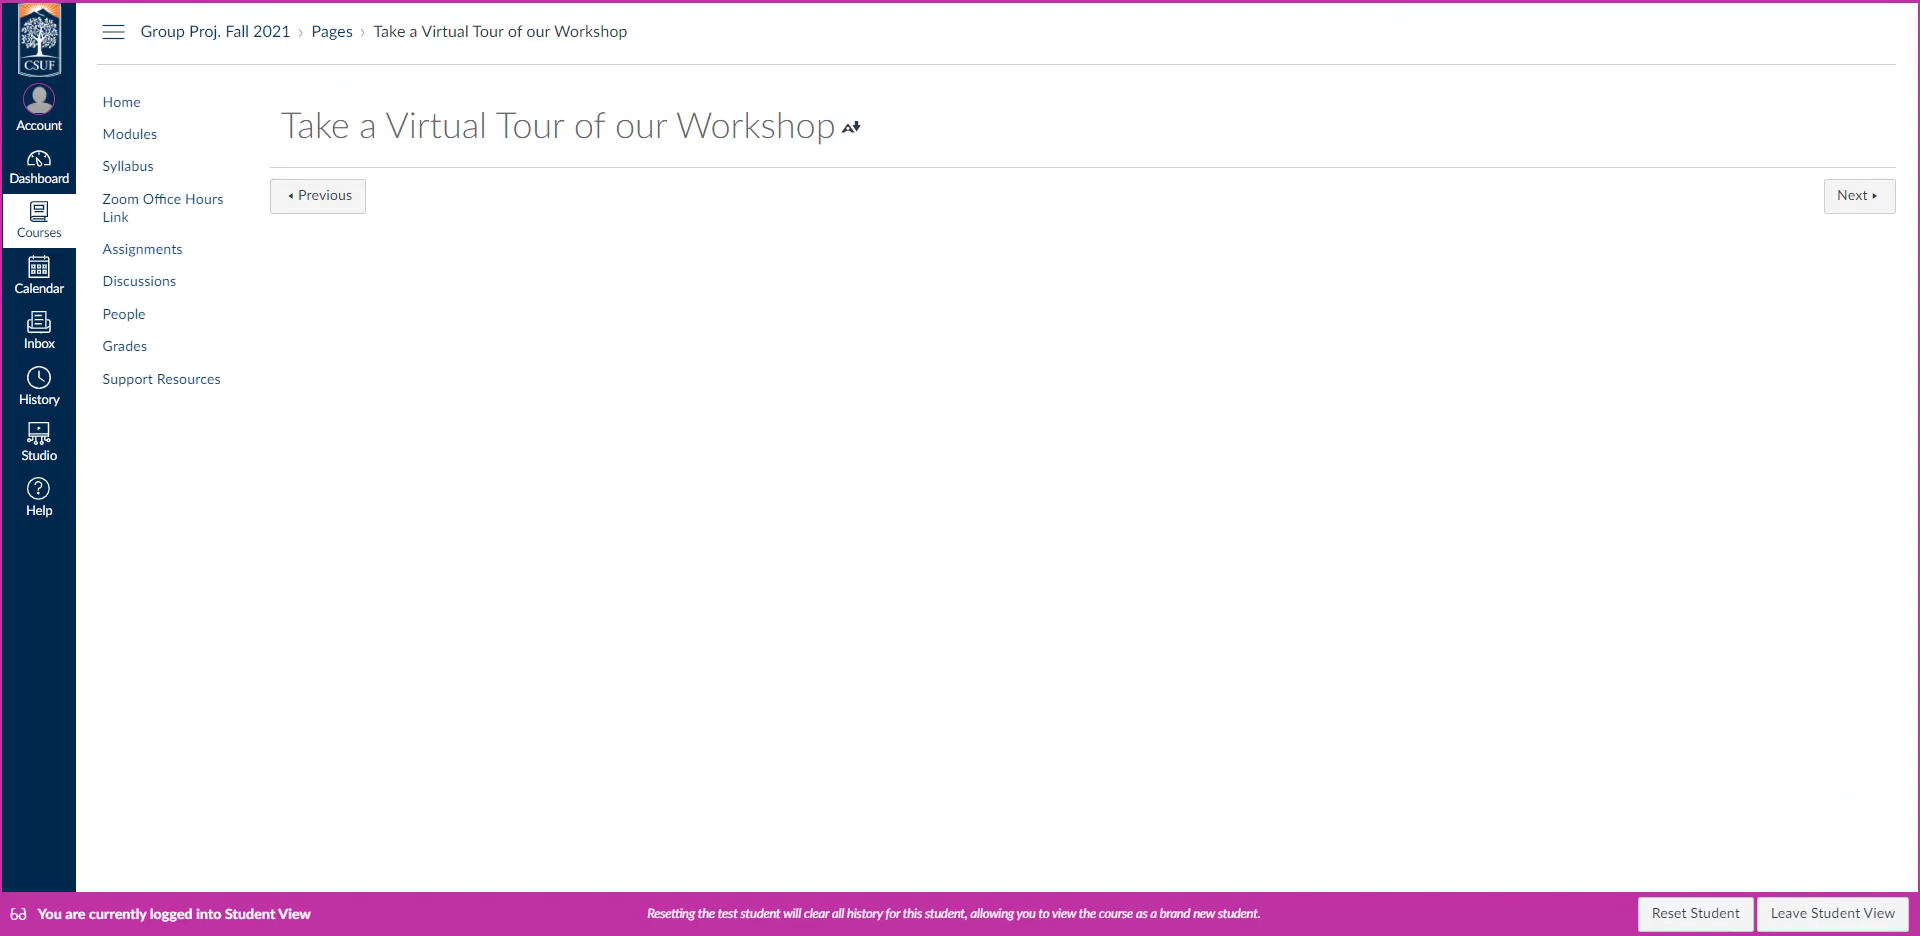 CSUF
Account
Dashboard
Courses
Calendar
Inbox
History
Studio
Help
Group Proj. Fall 2021 › Pages › Take a Virtual Tour of our Workshop
Home
Modules
Syllabus
Zoom Office Hours
Link
Assignments
Discussions
People
Grades
Support Resources
Take a Virtual Tour of our Workshop
Previous
Next
You are currently logged into Student View
Resetting the test student will clear all history for this student, allowing you to view the course as a brand new student.
Reset Student
Leave Student View